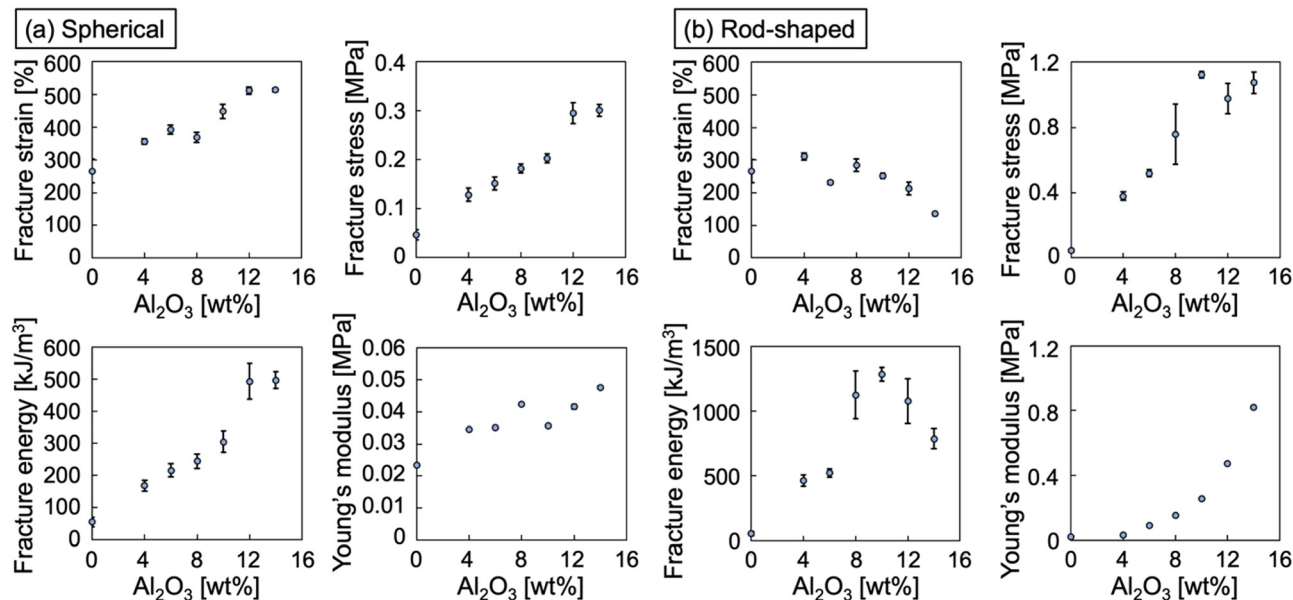 (a) Spherical
Fracture strain [%]
600
500
400
300
200
100
0
0 4 8 12 16
Al₂O₃ [wt%]
Fracture stress [MPa]
0.4
0.3
0.2
0.1
0
0 4 8 12 16
Al₂O₃ [wt%]
Fracture energy [kJ/m³]
600
500
400
300
200
100
0
0 4 8 12 16
Al₂O₃ [wt%]
Young's modulus [MPa]
0.06
0.05
0.04
0.03
0.02
0.01
0
0 4 8 12 16
Al₂O₃ [wt%]
(b) Rod-shaped
Fracture strain [%]
600
500
400
300
200
100
0
0 4 8 12 16
Al₂O₃ [wt%]
Fracture stress [MPa]
1.2
0.8
0.4
0
0 4 8 12 16
Al₂O₃ [wt%]
Fracture energy [kJ/m³]
1500
1000
500
0
0 4 8 12 16
Al₂O₃ [wt%]
Young's modulus [MPa]
1.2
0.8
0.4
0
0 4 8 12 16
Al₂O₃ [wt%]